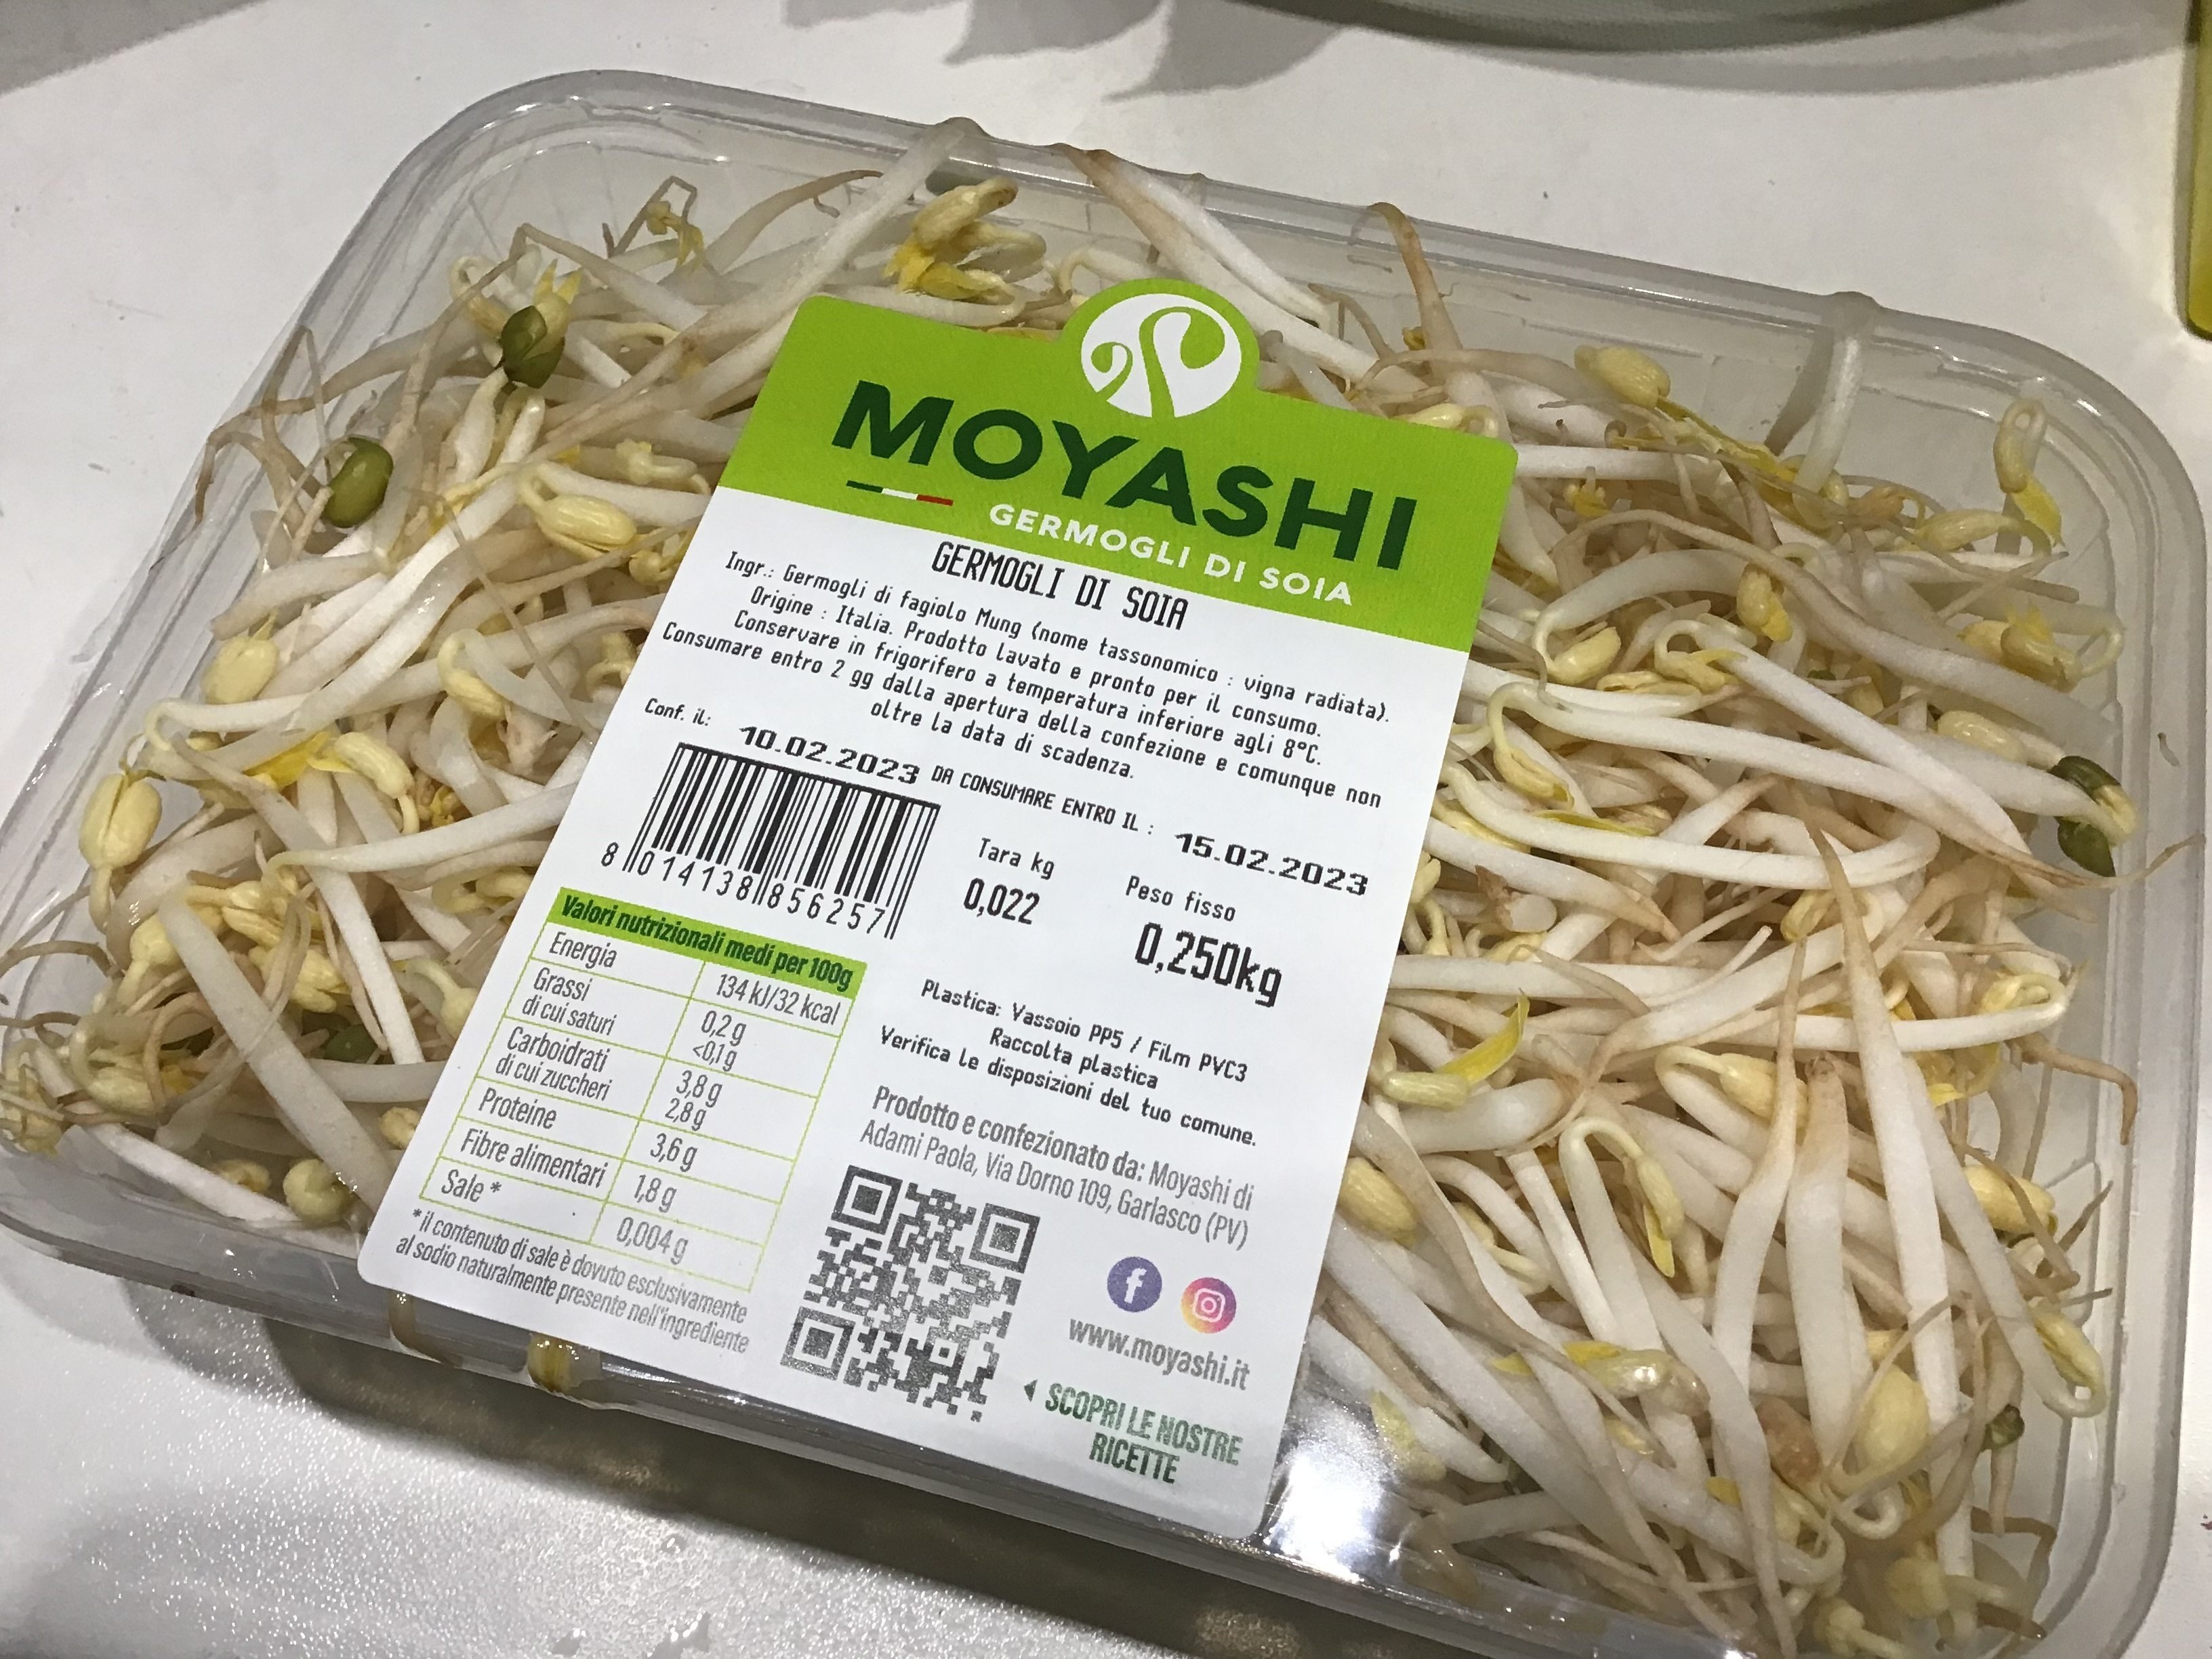 MOYASHI
GERMOGLI DI SOIA
GERMOGLI DI SOIA
Ingr.: Germogli di fagiolo Mung (nome tassonomico : vigna radiata).
Origine : Italia. Prodotto lavato e pronto per il consumo.
Conservare in frigorifero a temperatura inferiore agli 8°C.
Consumare entro 2 gg dalla apertura della confezione e comunque non
oltre la data di scadenza.
Conf. il: 10.02.2023 DA CONSUMARE ENTRO IL : 15.02.2023
8 014138 856257
Tara kg
0,022
Peso fisso
0,250kg
Valori nutrizionali medi per 100g
Energia 134 kJ/32 kcal
Grassi 0,2 g
di cui saturi <0,1 g
Carboidrati 3,8 g
di cui zuccheri 2,8 g
Proteine 3,6 g
Fibre alimentari 1,8 g
Sale * 0,004 g
* il contenuto di sale è dovuto esclusivamente
al sodio naturalmente presente nell'ingrediente
Plastica: Vassoio PP5 / Film PVC3
Raccolta plastica
Verifica le disposizioni del tuo comune.
Prodotto e confezionato da: Moyashi di
Adami Paola, Via Dorno 109, Garlasco (PV)
www.moyashi.it
SCOPRI LE NOSTRE
RICETTE